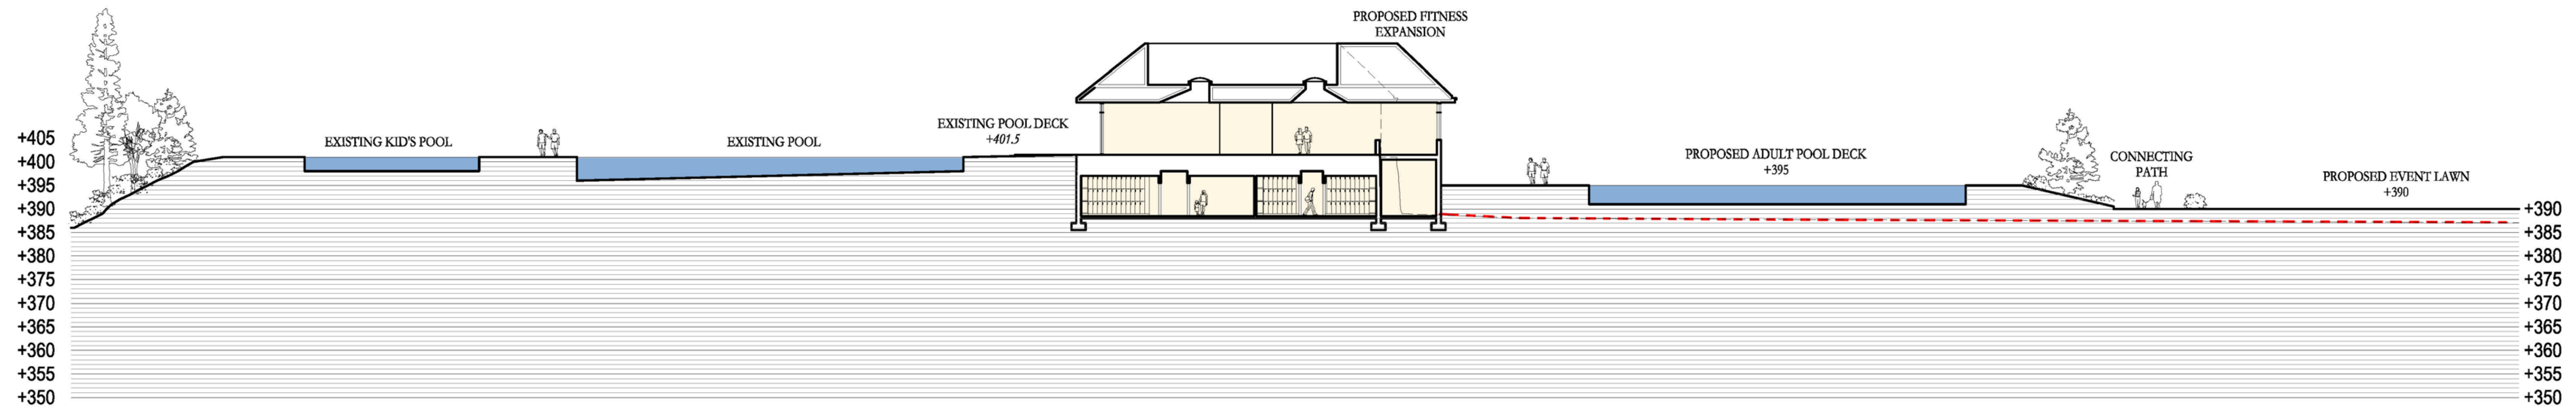 PROPOSED FITNESS
EXPANSION
EXISTING KID'S POOL
EXISTING POOL
EXISTING POOL DECK
+401.5
PROPOSED ADULT POOL DECK
+395
CONNECTING
PATH
PROPOSED EVENT LAWN
+390
+405
+400
+395
+390
+385
+380
+375
+370
+365
+360
+355
+350
+390
+385
+380
+375
+370
+365
+360
+355
+350